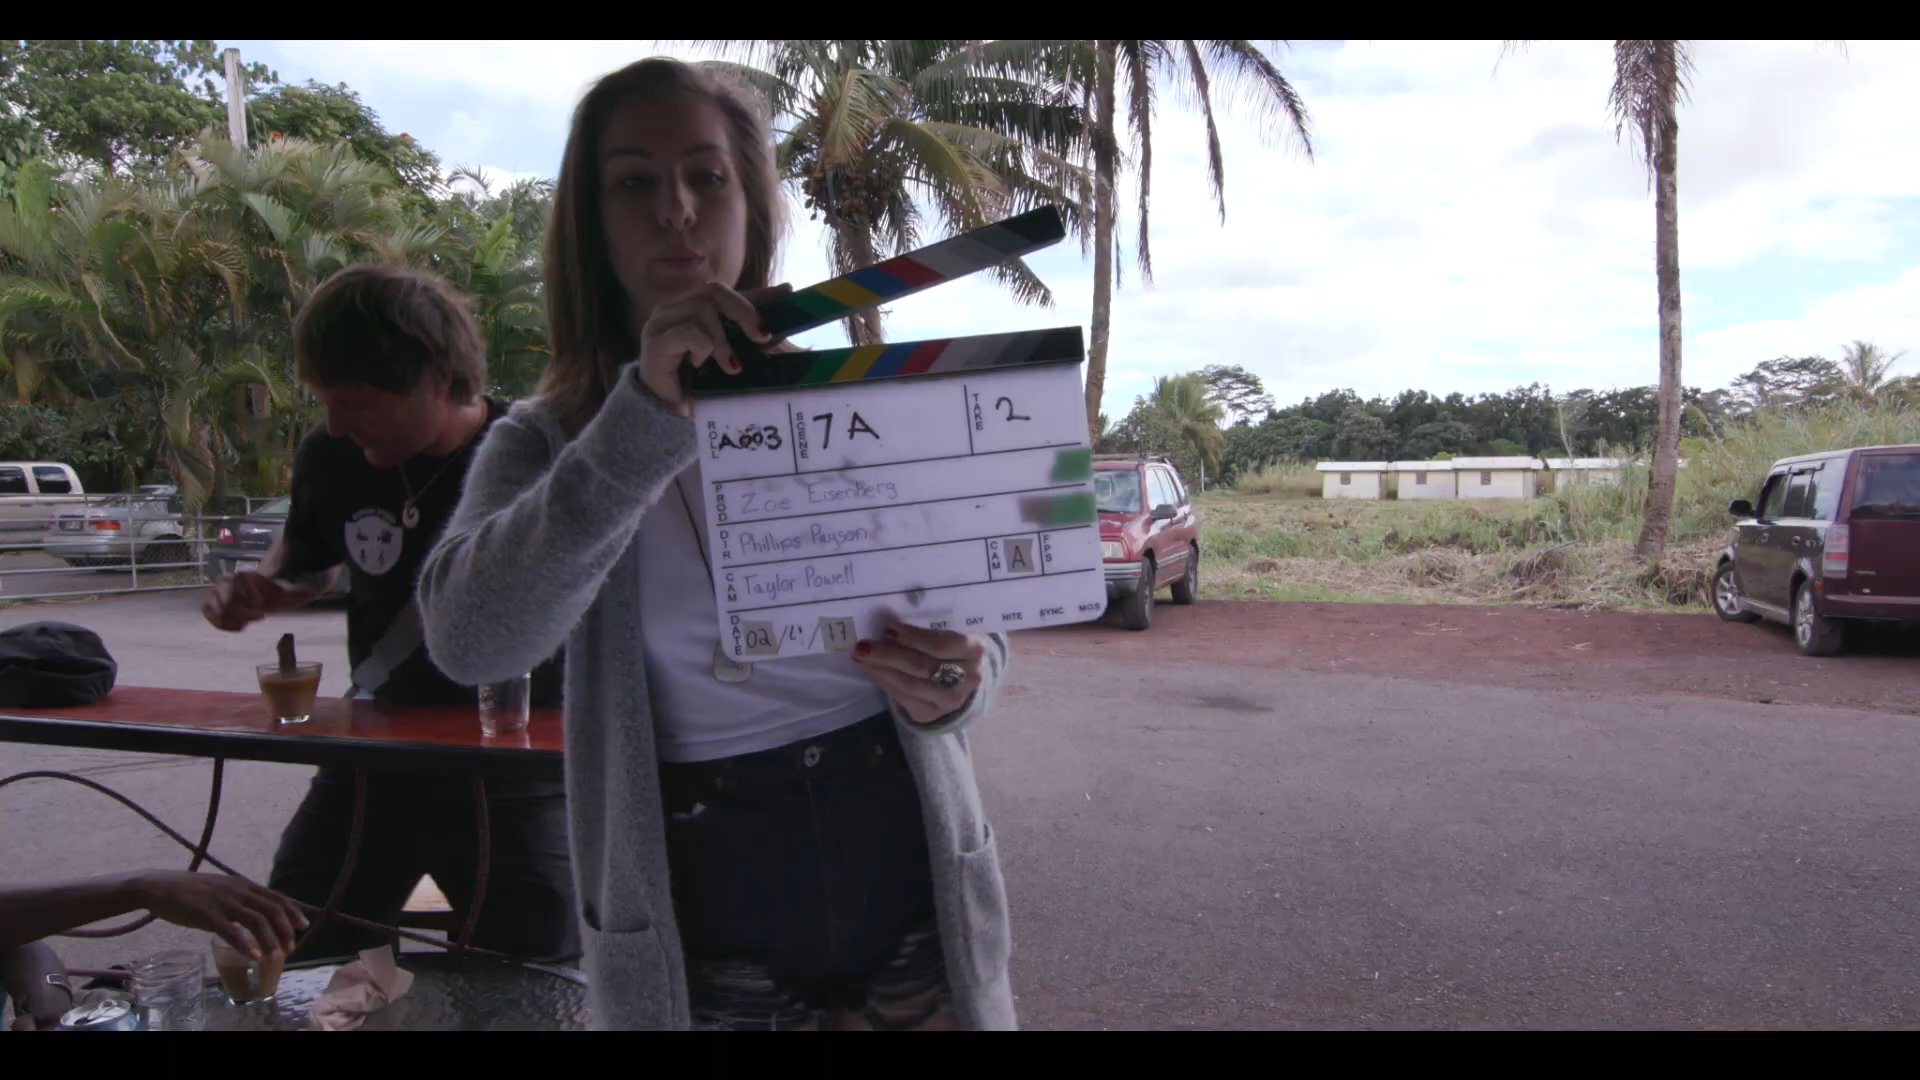 ROLL A003 SCENE 7A TAKE 2
PROD Zoe Eisenberg
DIR Phillips Payson
CAM Taylor Powell CAM A FPS
DATE 02/ /17 EXT. DAY NITE SYNC MOS